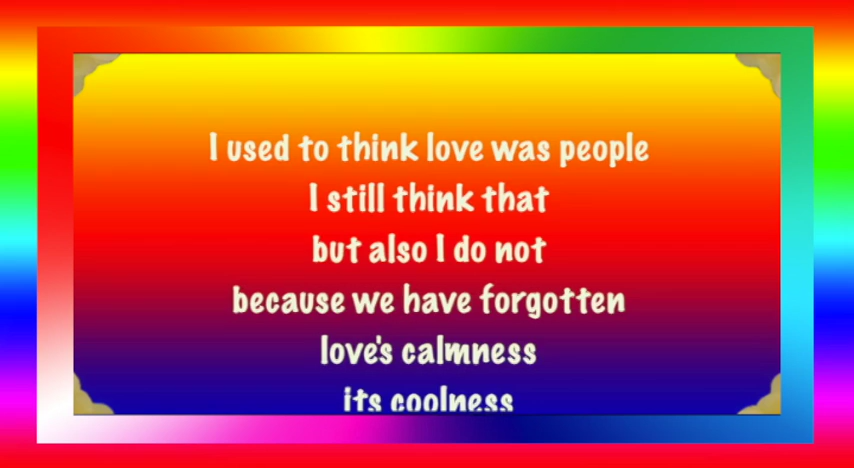 I used to think love was people
I still think that
but also I do not
because we have forgotten
love's calmness
its coolness